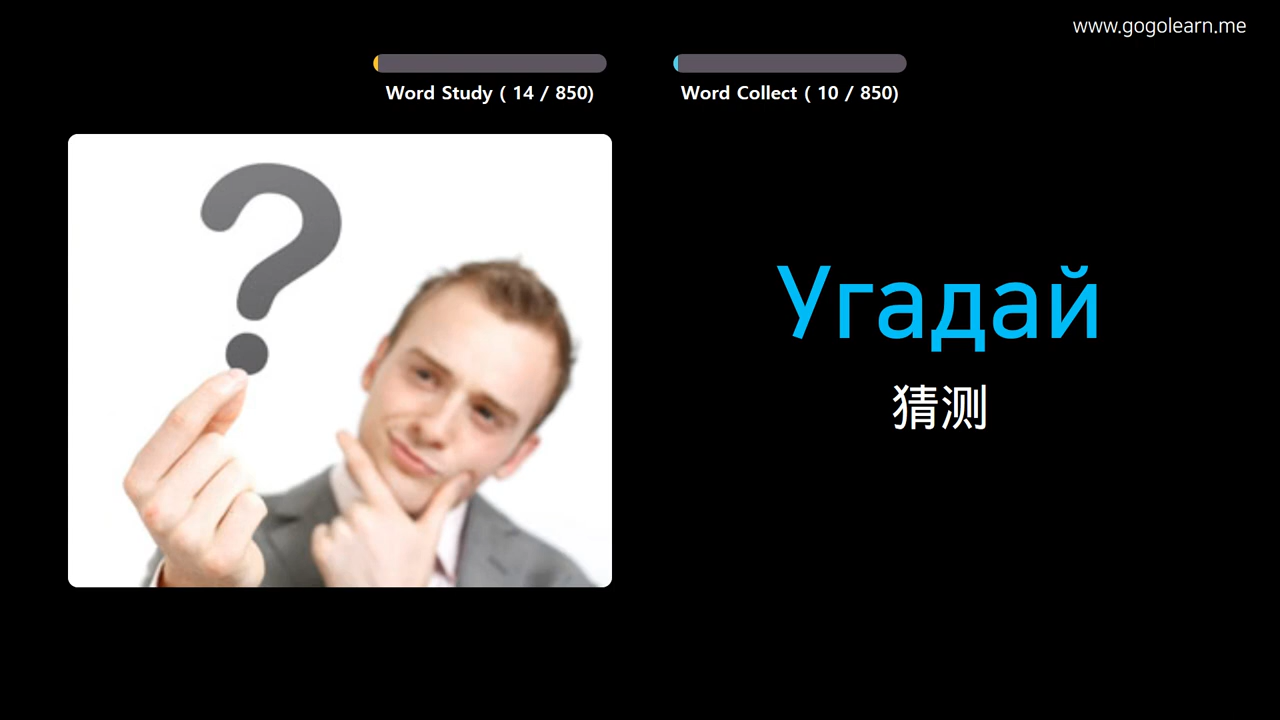 www.gogolearn.me
Word Study ( 14 / 850)
Word Collect ( 10 / 850)
?
Угадай
猜测